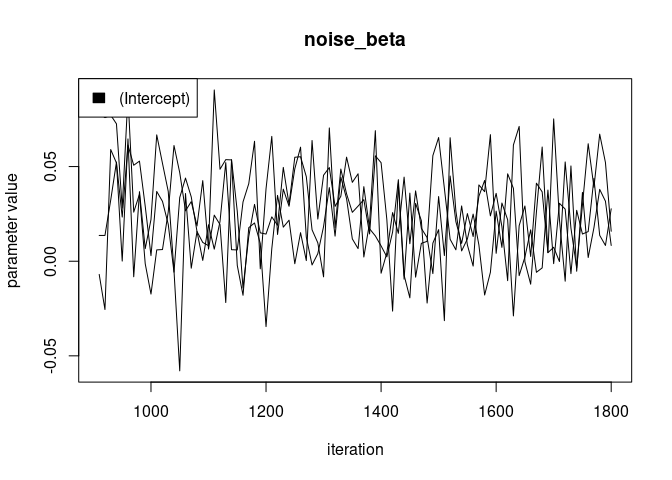 noise_beta
(Intercept)
parameter value
0.05
0.00
-0.05
1000 1200 1400 1600 1800
iteration